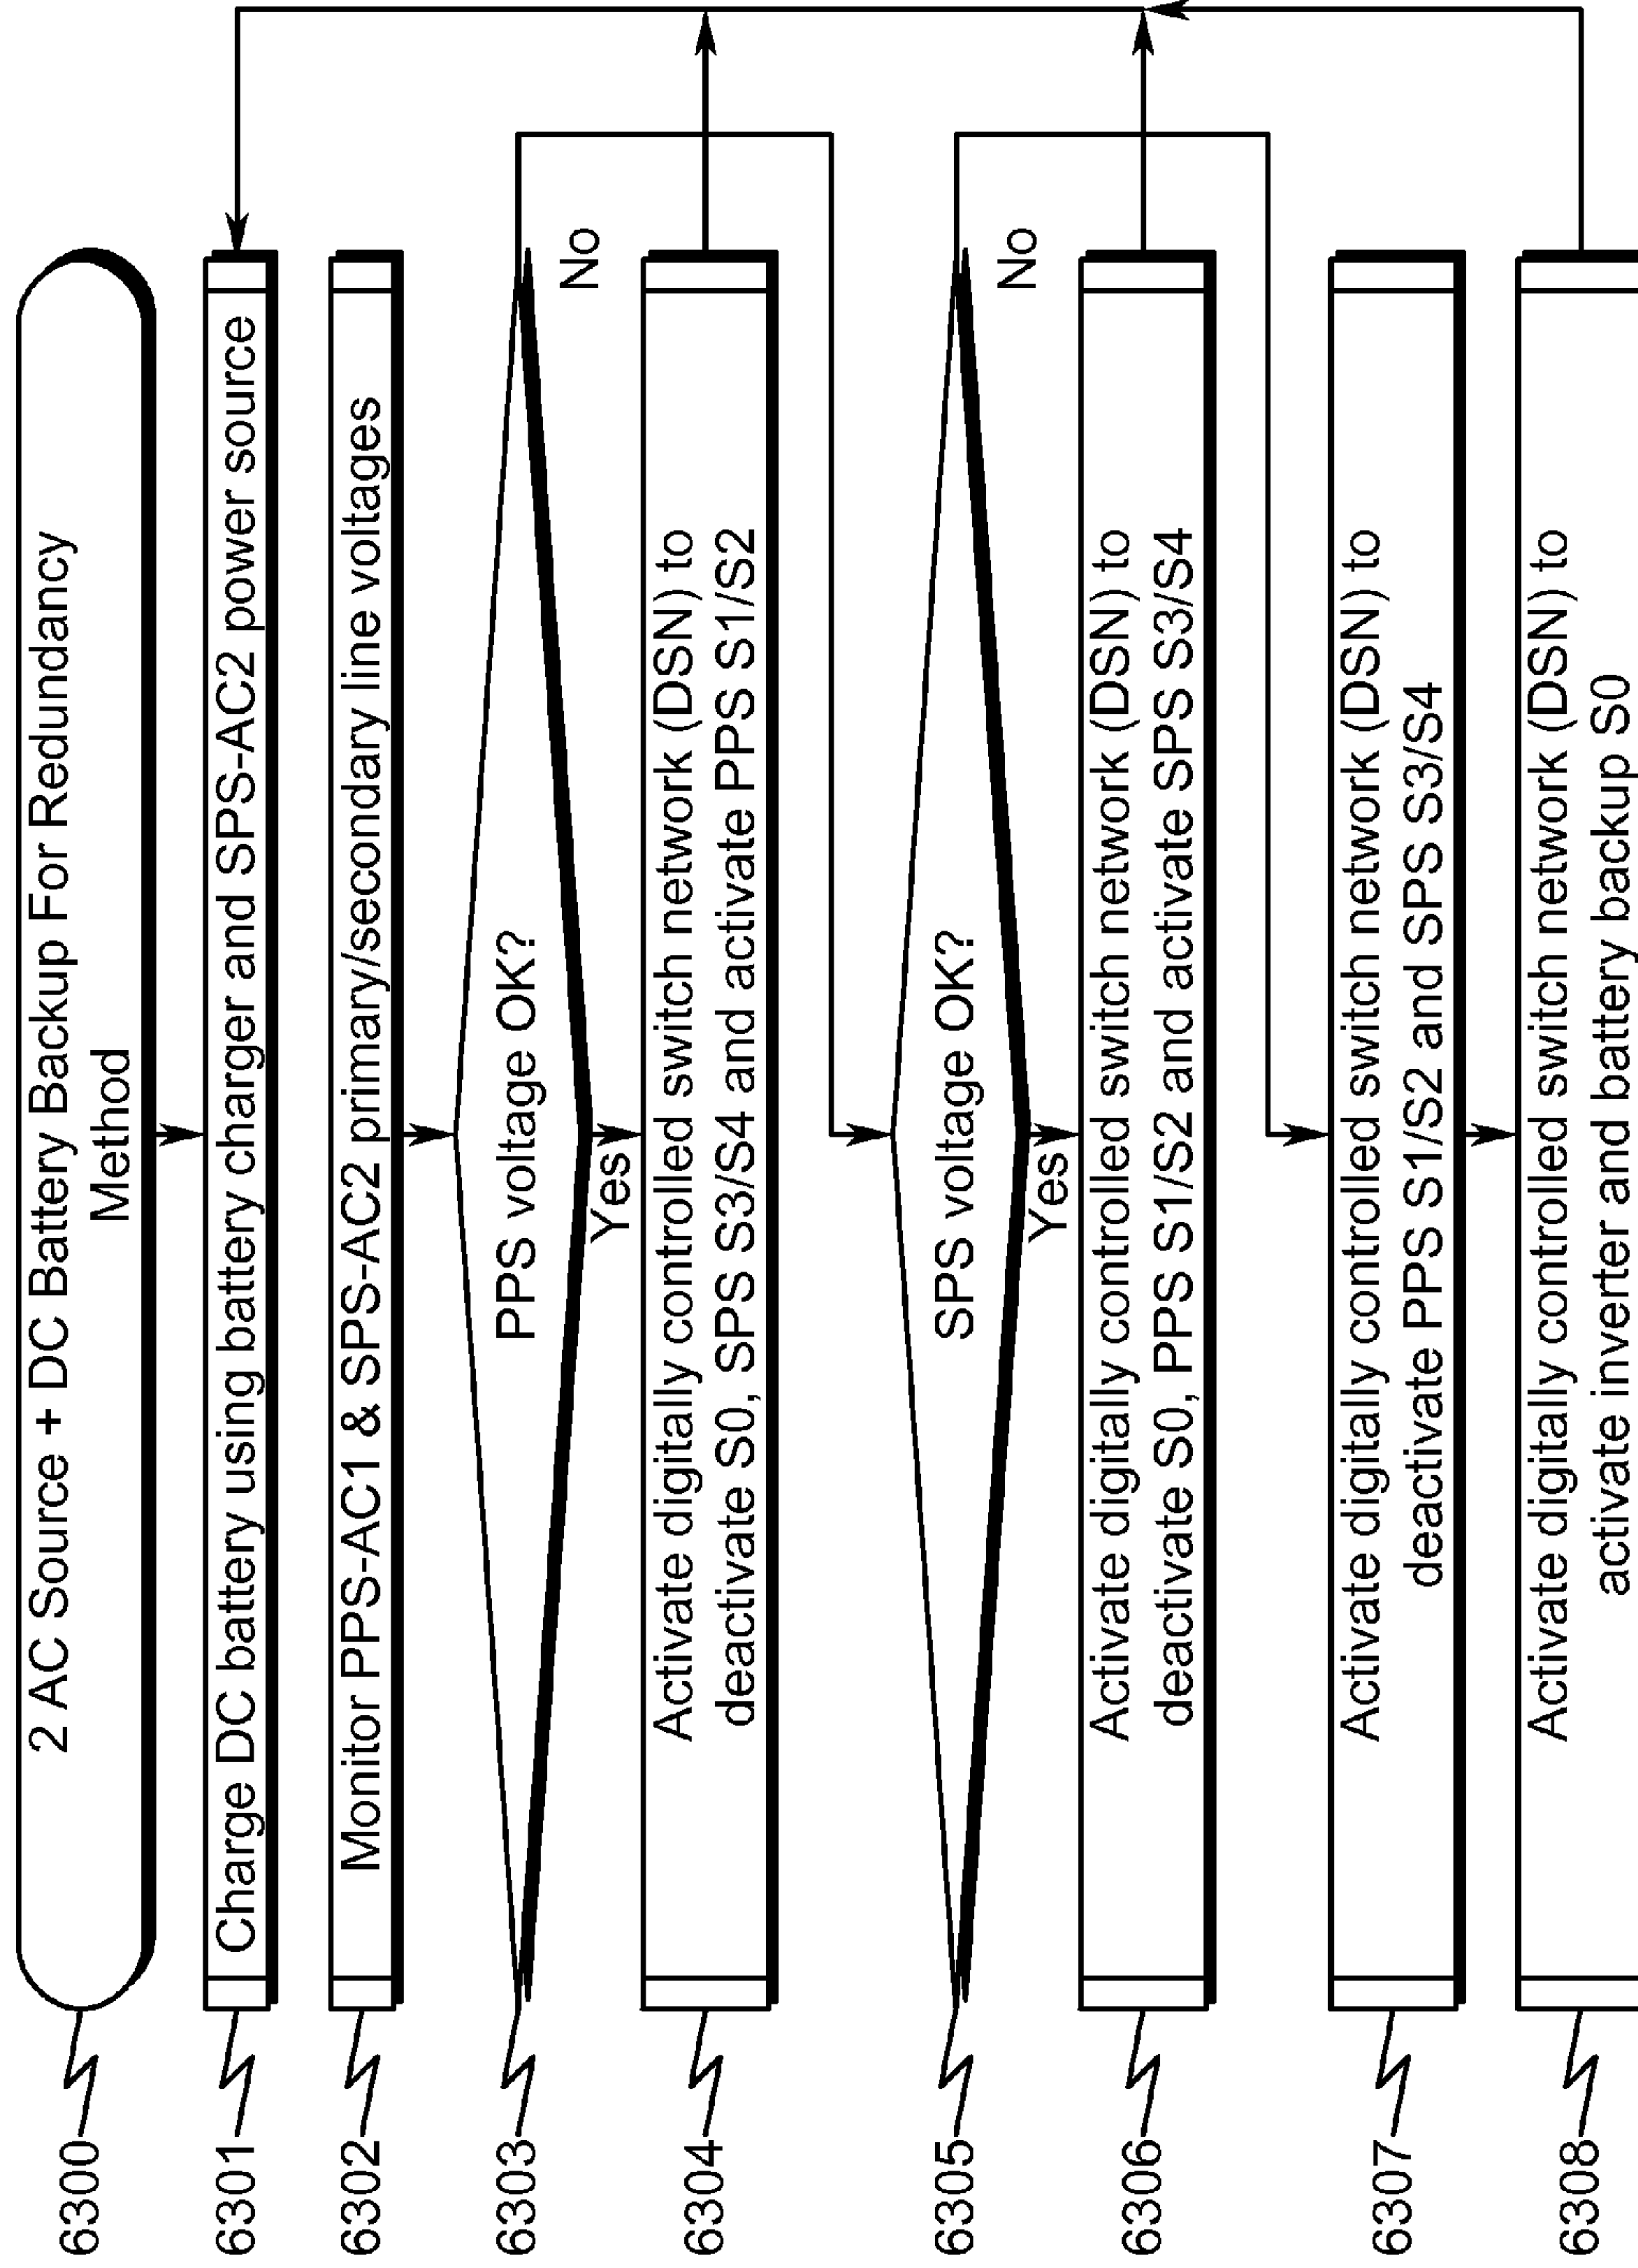 6300
2 AC Source + DC Battery Backup For Redundancy
Method
6301
Charge DC battery using battery charger and SPS-AC2 power source
6302
Monitor PPS-AC1 & SPS-AC2 primary/secondary line voltages
6303
PPS voltage OK?
No
Yes
6304
Activate digitally controlled switch network (DSN) to
deactivate S0, SPS S3/S4 and activate PPS S1/S2
6305
SPS voltage OK?
No
Yes
6306
Activate digitally controlled switch network (DSN) to
deactivate S0, PPS S1/S2 and activate SPS S3/S4
6307
Activate digitally controlled switch network (DSN) to
deactivate PPS S1/S2 and SPS S3/S4
6308
Activate digitally controlled switch network (DSN) to
activate inverter and battery backup S0